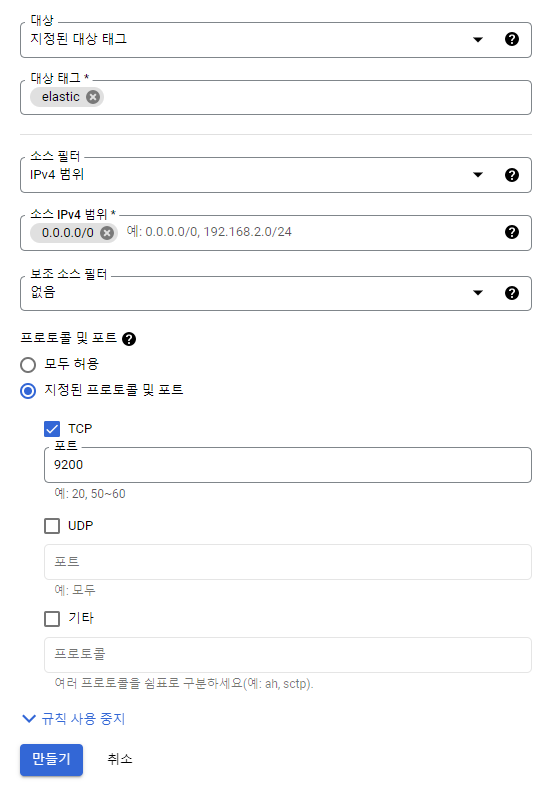 대상
지정된 대상 태그
대상 태그 *
elastic
소스 필터
IPv4 범위
소스 IPv4 범위 *
0.0.0.0/0 예: 0.0.0.0/0, 192.168.2.0/24
보조 소스 필터
없음
프로토콜 및 포트
모두 허용
지정된 프로토콜 및 포트
TCP
포트
9200
예: 20, 50~60
UDP
포트
예: 모두
기타
프로토콜
여러 프로토콜을 쉼표로 구분하세요(예: ah, sctp).
규칙 사용 중지
만들기 취소